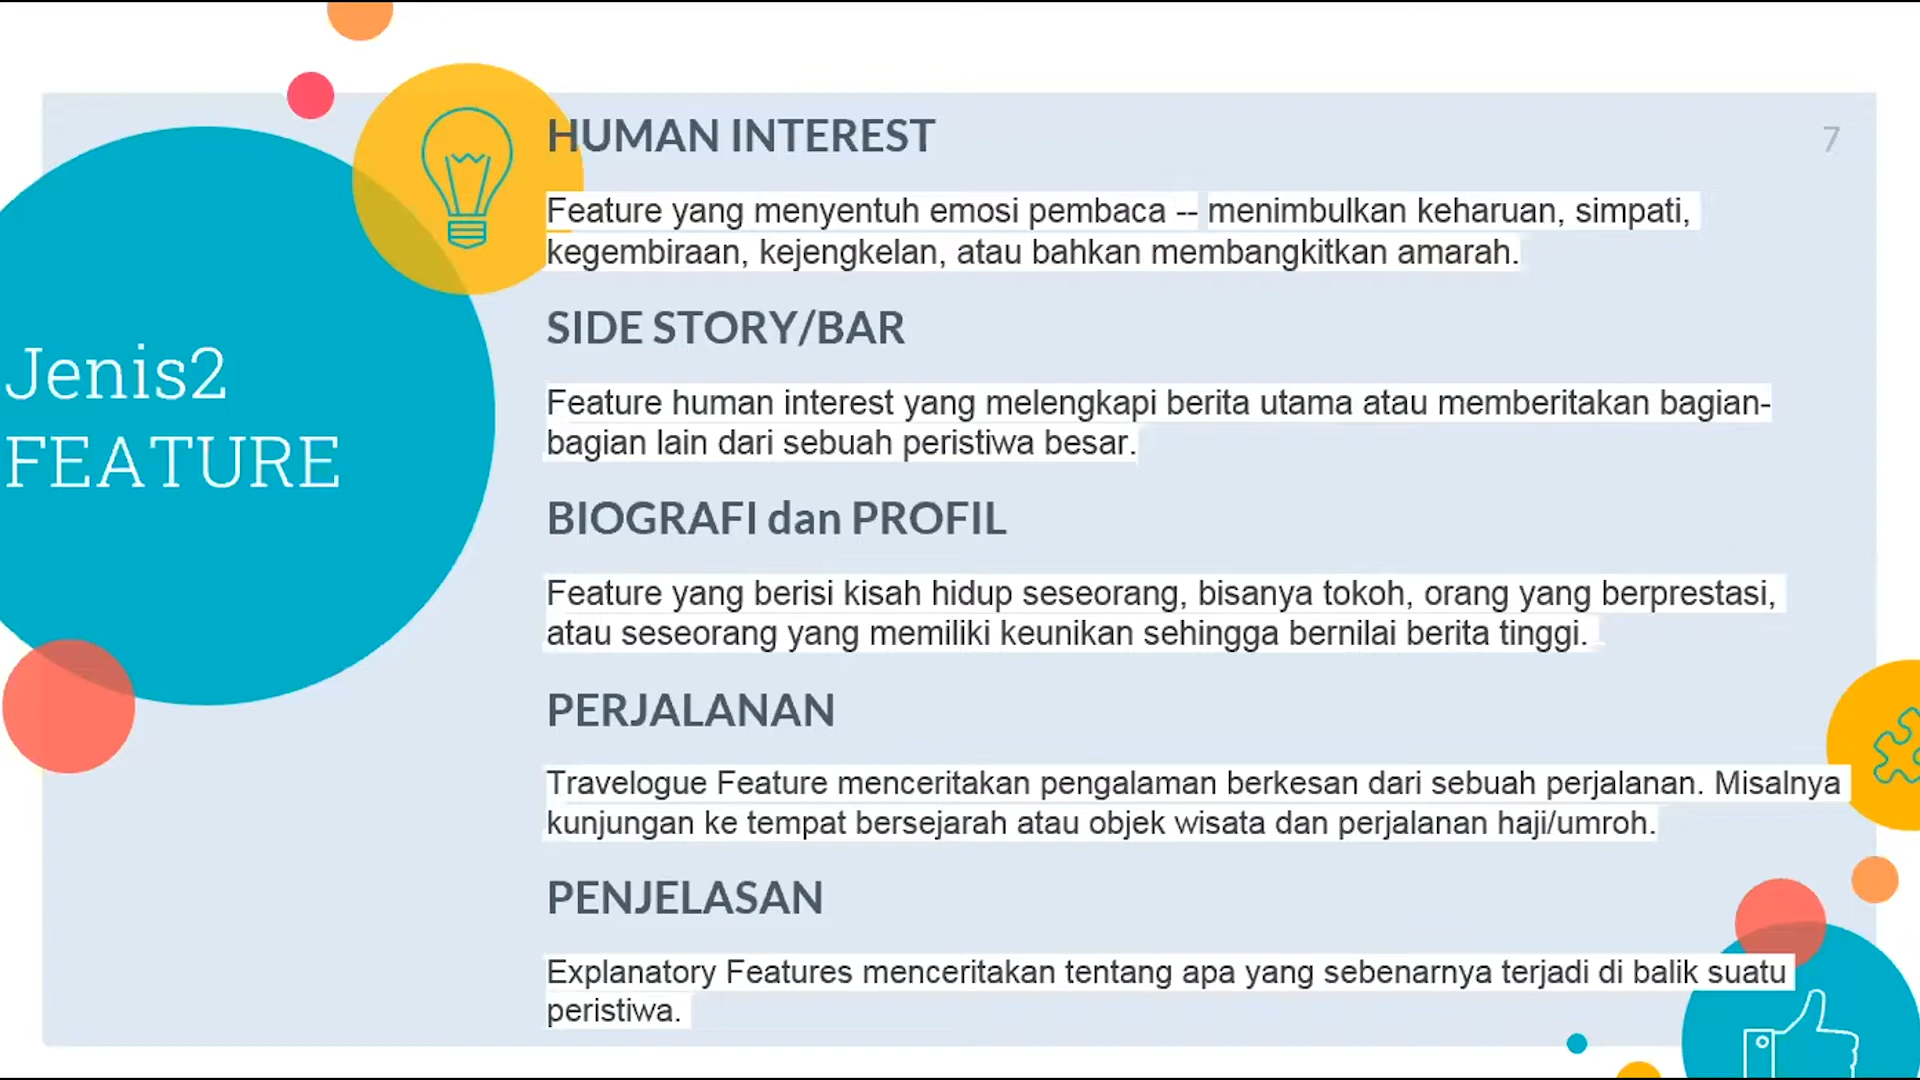 Jenis2
FEATURE
7
HUMAN INTEREST
Feature yang menyentuh emosi pembaca -- menimbulkan keharuan, simpati,
kegembiraan, kejengkelan, atau bahkan membangkitkan amarah.
SIDE STORY/BAR
Feature human interest yang melengkapi berita utama atau memberitakan bagian-
bagian lain dari sebuah peristiwa besar.
BIOGRAFI dan PROFIL
Feature yang berisi kisah hidup seseorang, bisanya tokoh, orang yang berprestasi,
atau seseorang yang memiliki keunikan sehingga bernilai berita tinggi.
PERJALANAN
Travelogue Feature menceritakan pengalaman berkesan dari sebuah perjalanan. Misalnya
kunjungan ke tempat bersejarah atau objek wisata dan perjalanan haji/umroh.
PENJELASAN
Explanatory Features menceritakan tentang apa yang sebenarnya terjadi di balik suatu
peristiwa.